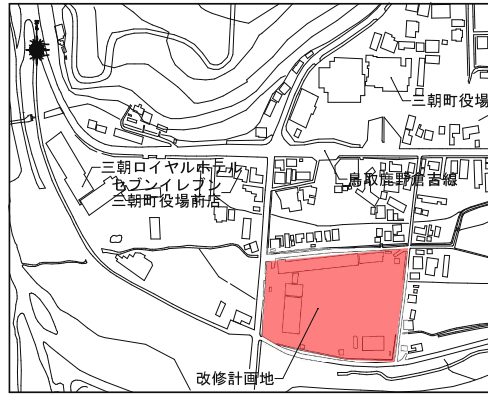 三朝町役場
三朝ロイヤルホテル
鳥取鹿野倉吉線
セブンイレブン
三朝町役場前店
改修計画地